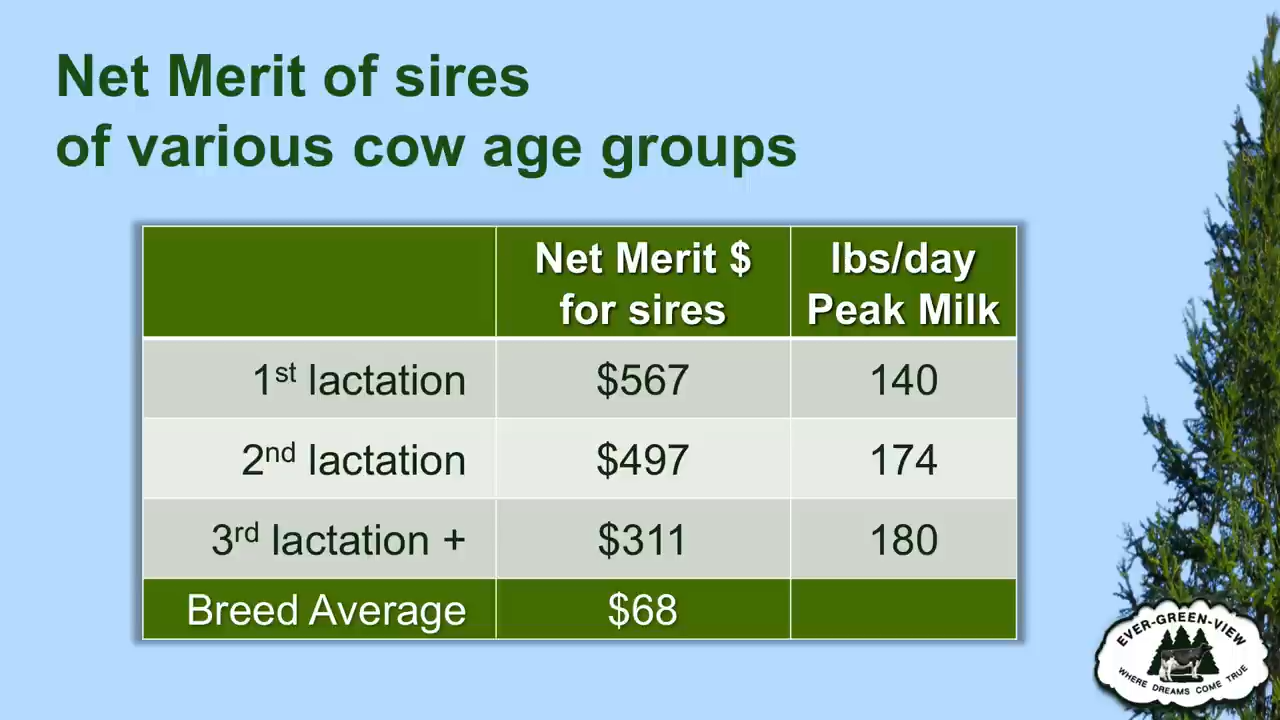 Net Merit of sires
of various cow age groups
Net Merit $
for sires
lbs/day
Peak Milk
1st lactation $567 140
2nd lactation $497 174
3rd lactation + $311 180
Breed Average $68
EVER-GREEN-VIEW
WHERE DREAMS COME TRUE